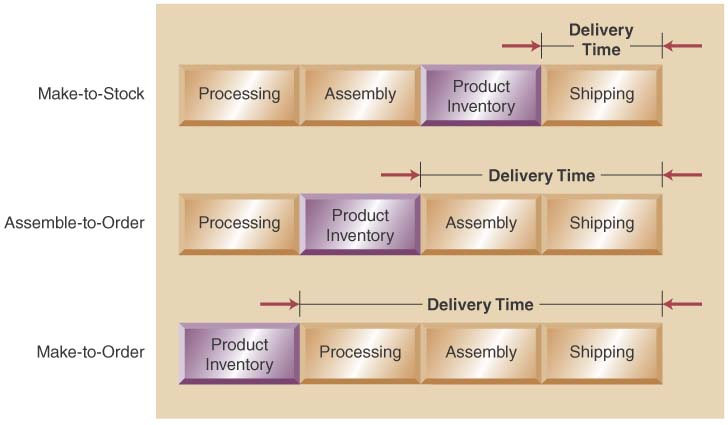 Delivery
Time
Make-to-Stock
Processing
Assembly
Product
Inventory
Shipping
Delivery Time
Assemble-to-Order
Processing
Product
Inventory
Assembly
Shipping
Delivery Time
Make-to-Order
Product
Inventory
Processing
Assembly
Shipping